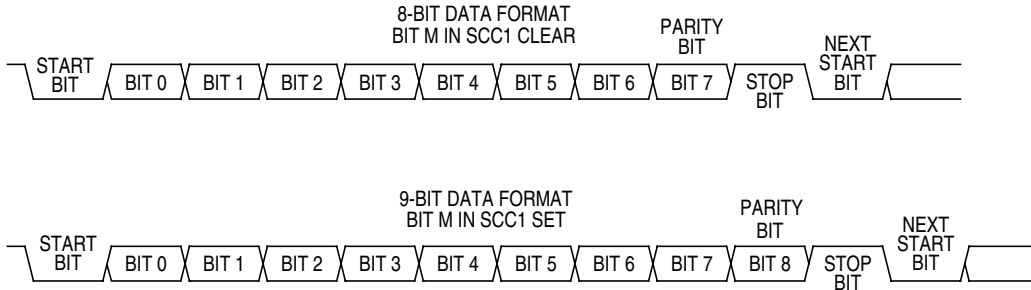 8-BIT DATA FORMAT
BIT M IN SCC1 CLEAR
PARITY
BIT
NEXT
START
BIT
START
BIT
BIT 0
BIT 1
BIT 2
BIT 3
BIT 4
BIT 5
BIT 6
BIT 7
STOP
BIT
9-BIT DATA FORMAT
BIT M IN SCC1 SET
PARITY
BIT
NEXT
START
BIT
START
BIT
BIT 0
BIT 1
BIT 2
BIT 3
BIT 4
BIT 5
BIT 6
BIT 7
BIT 8
STOP
BIT